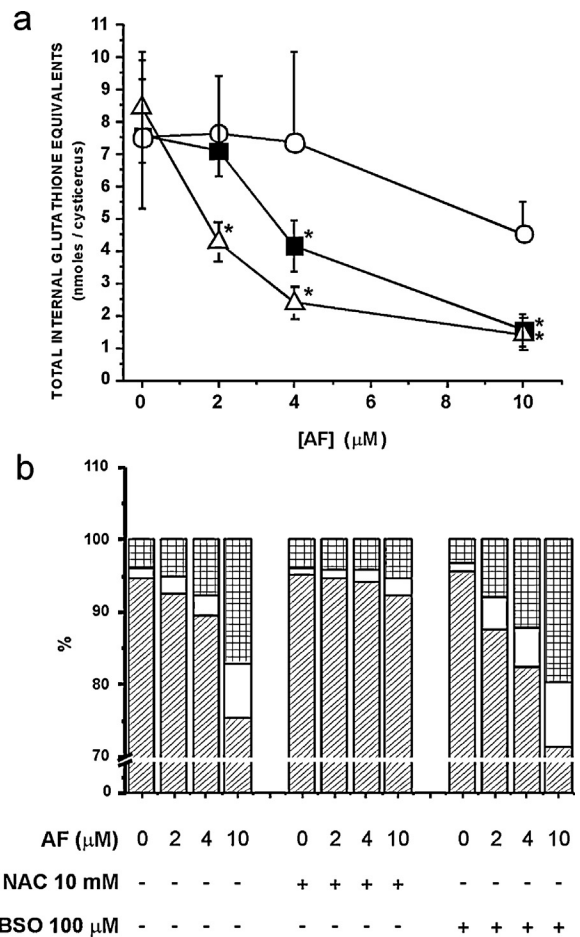 a
TOTAL INTERNAL GLUTATHIONE EQUIVALENTS
(nmoles / cysticercus)
11
10
9
8
7
6
5
4
3
2
1
0
*
*
*
*
*
0 2 4 6 8 10
[AF] (μM)
b
%
110
100
90
80
70
0
AF (μM) 0 2 4 10 0 2 4 10 0 2 4 10
NAC 10 mM - - - - + + + + - - - -
BSO 100 μM - - - - - - - - + + + +